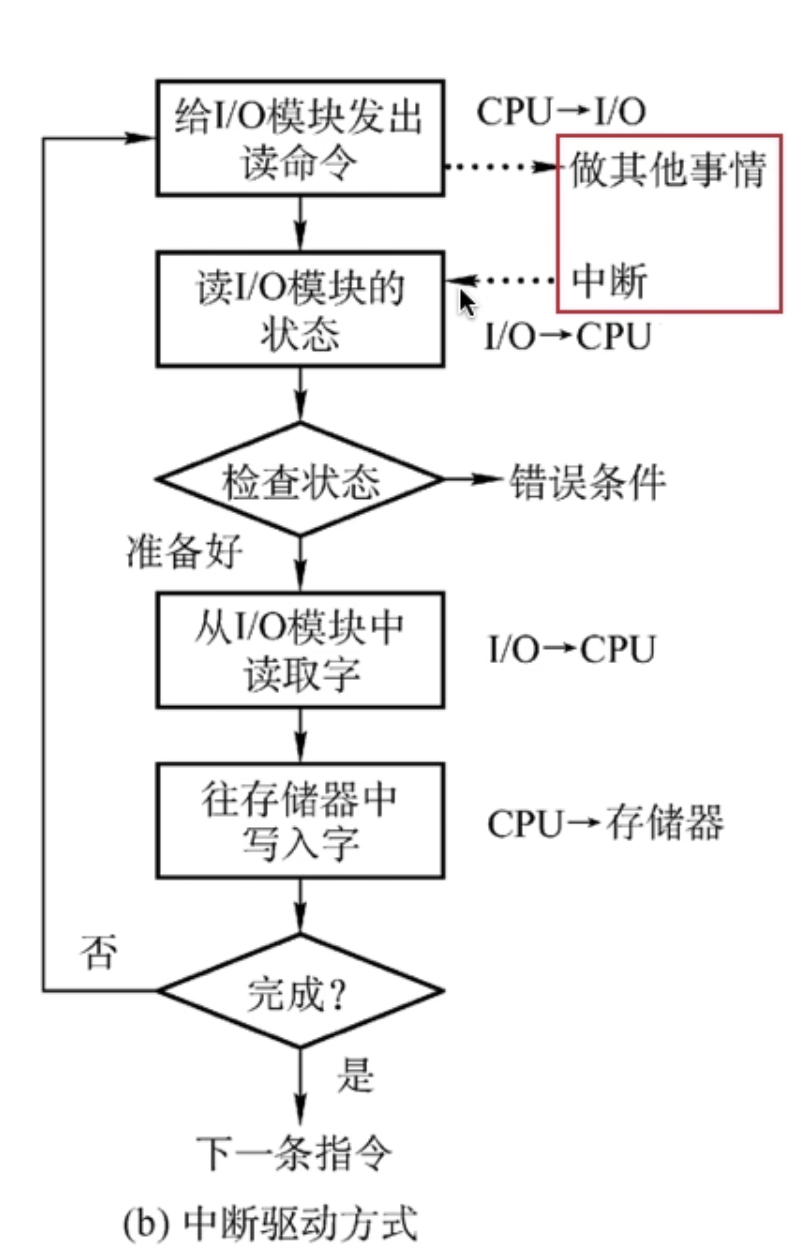 给I/O模块发出
读命令
CPU→I/O
做其他事情
读I/O模块的
状态
中断
I/O→CPU
检查状态
错误条件
准备好
从I/O模块中
读取字
I/O→CPU
往存储器中
写入字
CPU→存储器
否
完成?
是
下一条指令
(b) 中断驱动方式